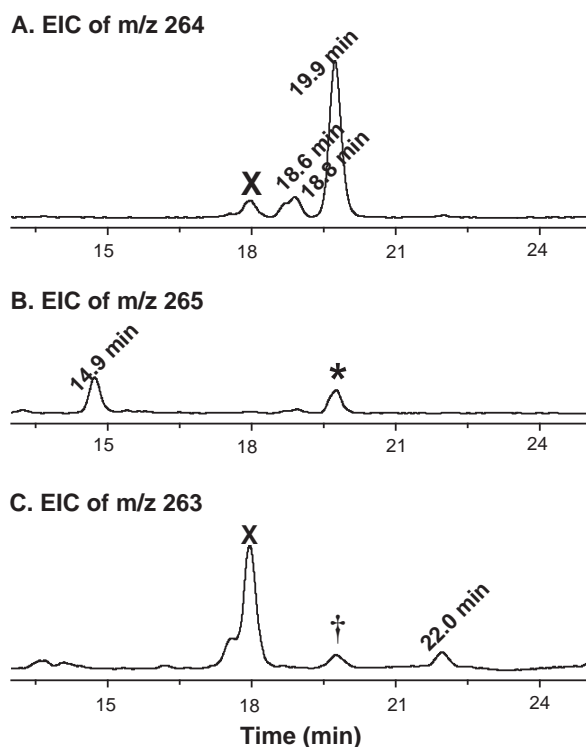 A. EIC of m/z 264
19.9 min
18.6 min
18.8 min
X
15 18 21 24
B. EIC of m/z 265
14.9 min
*
15 18 21 24
C. EIC of m/z 263
X
†
22.0 min
15 18 21 24
Time (min)